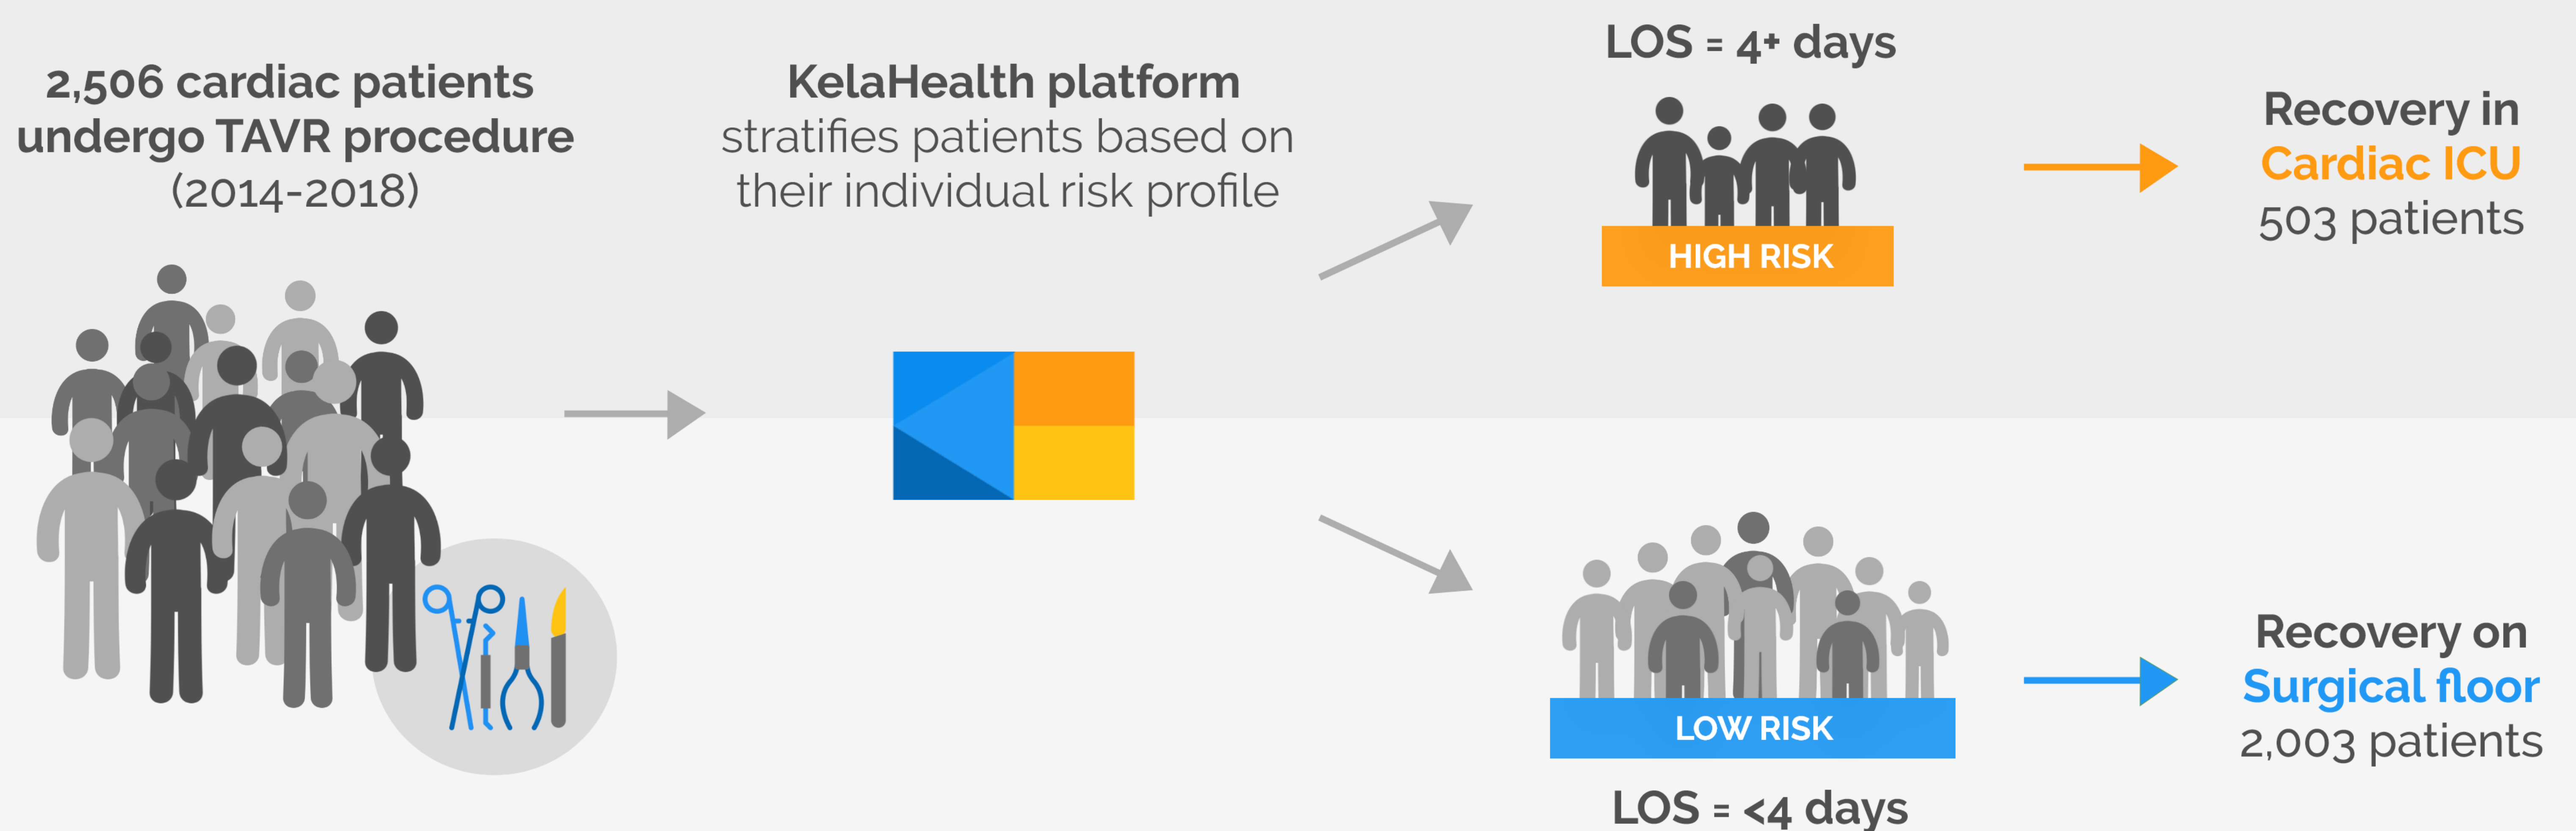 2,506 cardiac patients
undergo TAVR procedure
(2014-2018)
KelaHealth platform
stratifies patients based on
their individual risk profile
LOS = 4+ days
HIGH RISK
Recovery in
Cardiac ICU
503 patients
LOW RISK
LOS = <4 days
Recovery on
Surgical floor
2,003 patients